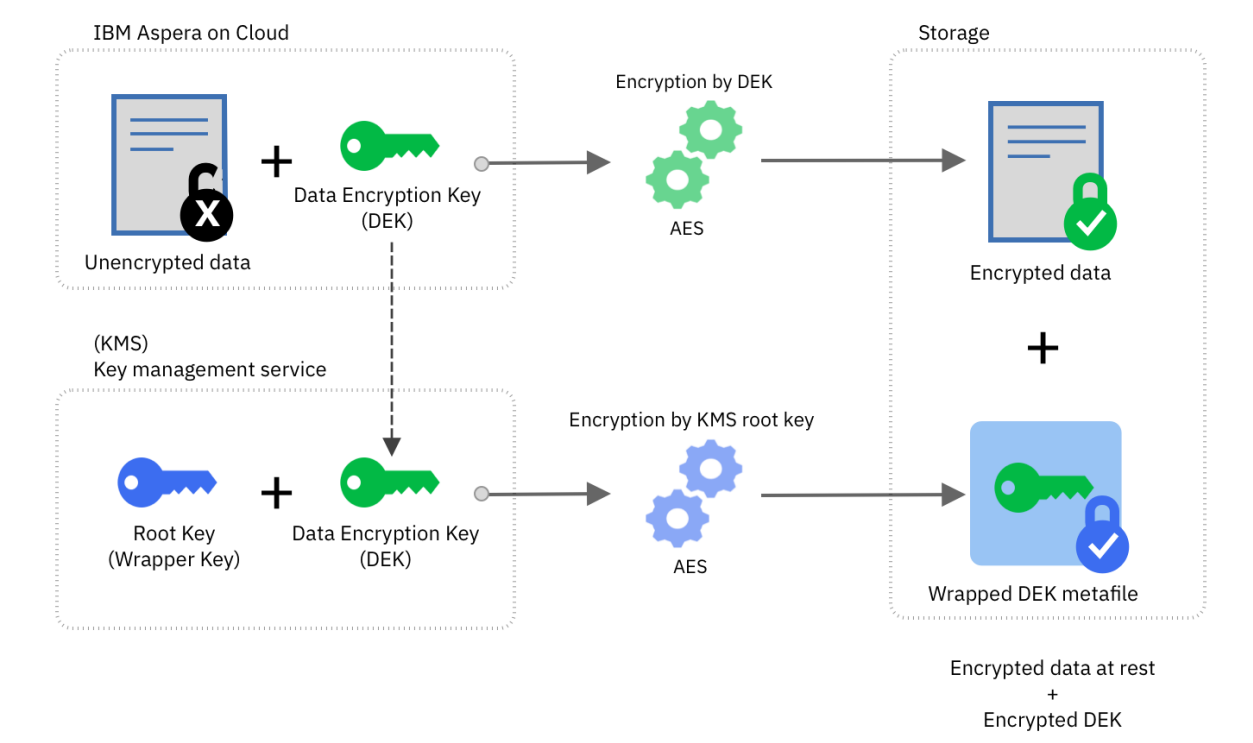 IBM Aspera on Cloud
Storage
Encryption by DEK
Data Encryption Key
(DEK)
X
AES
Unencrypted data
Encrypted data
(KMS)
Key management service
Encryption by KMS root key
Root Key
(Wrapper Key)
Data Encryption Key
(DEK)
AES
Wrapped DEK metafile
Encrypted data at rest
+
Encrypted DEK